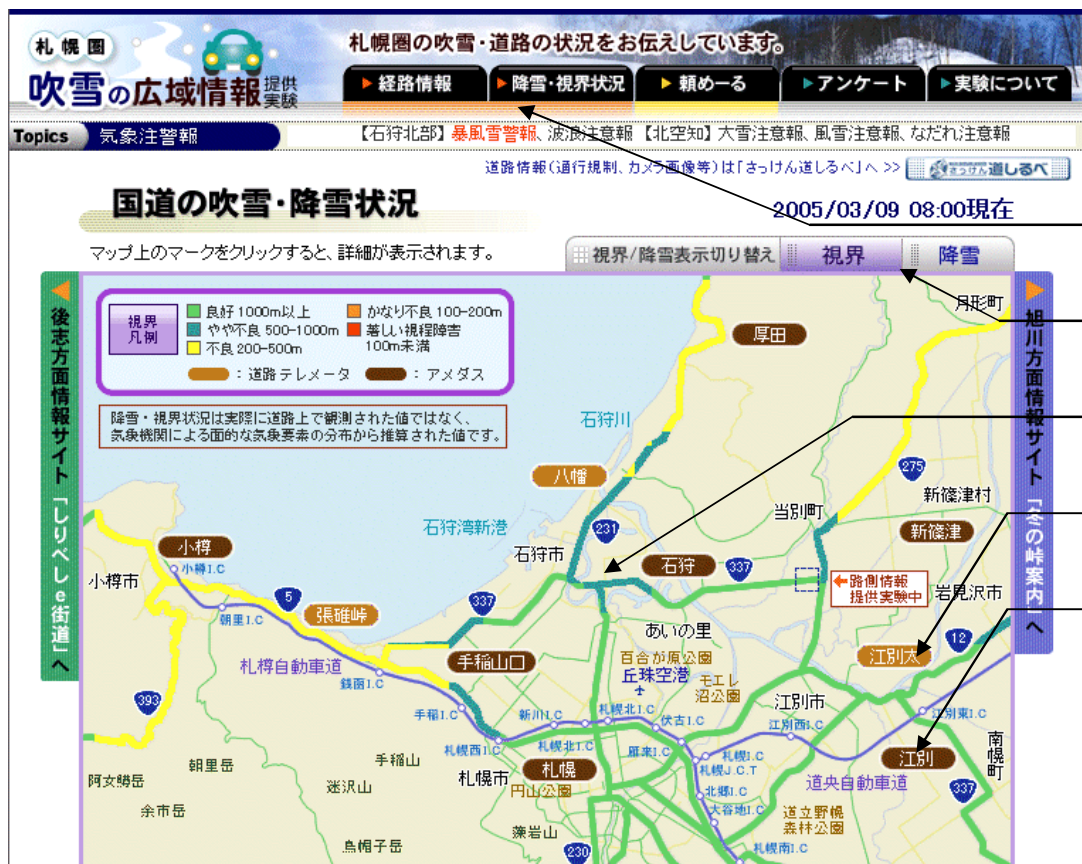 札幌圏
吹雪の広域情報提供実験
札幌圏の吹雪・道路の状況をお伝えしています。
経路情報
降雪・視界状況
頼めーる
アンケート
実験について
Topics 気象注警報
【石狩北部】暴風雪警報、波浪注意報【北空知】大雪注意報、風雪注意報、なだれ注意報
道路情報(通行規制、カメラ画像等)は「さっけん道しるべ」へ >>
さっけん道しるべ
国道の吹雪・降雪状況
2005/03/09 08:00現在
マップ上のマークをクリックすると、詳細が表示されます。
視界/降雪表示切り替え
視界
降雪
後志方面情報サイト「しりべしe街道」へ
旭川方面情報サイト「冬の峠案内」へ
視界凡例
良好 1000m以上
やや不良 500-1000m
不良 200-500m
かなり不良 100-200m
著しい視程障害
100m未満
:道路テレメータ
:アメダス
降雪・視界状況は実際に道路上で観測された値ではなく、
気象機関による面的な気象要素の分布から推算された値です。
月形町
厚田
石狩川
八幡
275
新篠津村
当別町
新篠津
石狩湾新港
231
石狩市
石狩
337
小樽
小樽I.C
小樽市
路側情報
提供実験中
岩見沢市
5
朝里I.C
張碓峠
337
あいの里
12
江別太
百合が原公園
手稲山口
丘珠空港
モエレ
沼公園
札樽自動車道
銭函I.C
393
江別市
手稲I.C
新川I.C
札幌北I.C
伏古I.C
江別西I.C
江別東I.C
札幌西I.C
札幌北I.C
雁来I.C
札幌I.C
札幌J.C.T
南幌町
朝里岳
手稲山
札幌市
札幌
円山公園
江別
阿女鱒岳
迷沢山
北郷I.C
道央自動車道
337
余市岳
大谷地I.C
道立野幌
森林公園
藻岩山
烏帽子岳
230
札幌南I.C